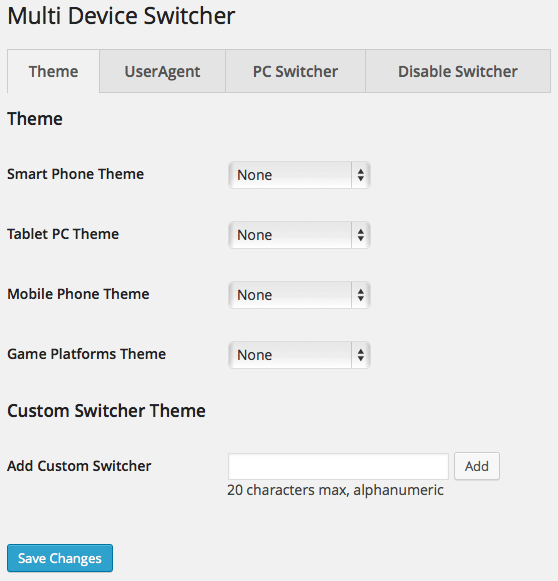 Multi Device Switcher
Theme UserAgent PC Switcher Disable Switcher
Theme
Smart Phone Theme None
Tablet PC Theme None
Mobile Phone Theme None
Game Platforms Theme None
Custom Switcher Theme
Add Custom Switcher Add
20 characters max, alphanumeric
Save Changes